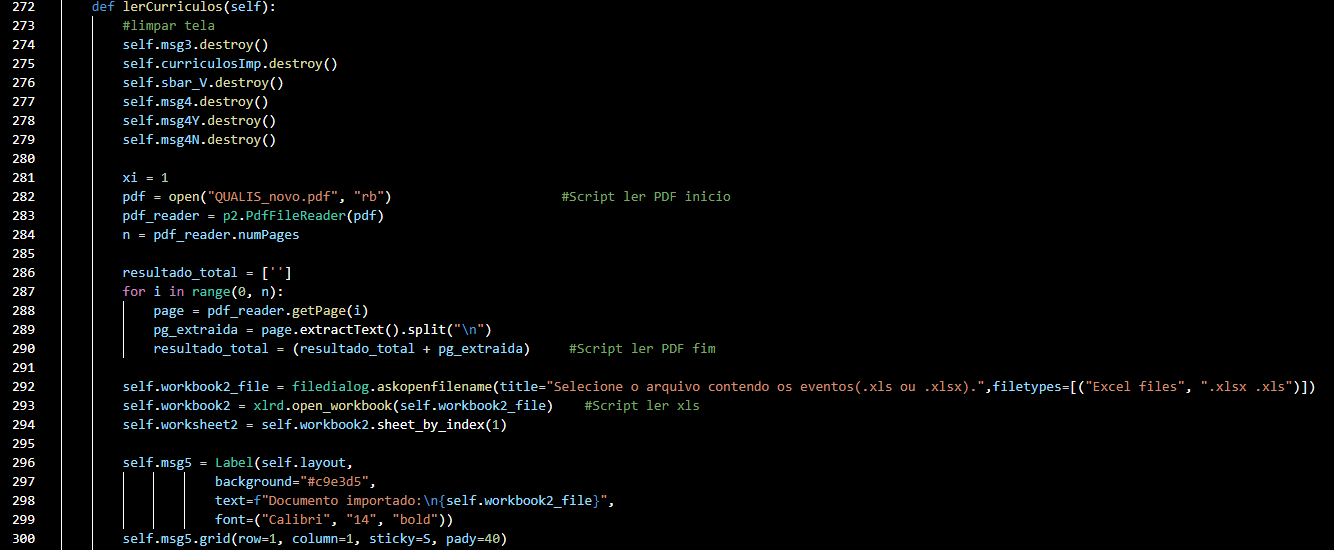 272 def lerCurriculos(self):
273 #limpar tela
274 self.msg3.destroy()
275 self.curriculosImp.destroy()
276 self.sbar_V.destroy()
277 self.msg4.destroy()
278 self.msg4Y.destroy()
279 self.msg4N.destroy()
280
281 xi = 1
282 pdf = open("QUALIS_novo.pdf", "rb") #Script ler PDF inicio
283 pdf_reader = p2.PdfFileReader(pdf)
284 n = pdf_reader.numPages
285
286 resultado_total = ['']
287 for i in range(0, n):
288 page = pdf_reader.getPage(i)
289 pg_extraida = page.extractText().split("\n")
290 resultado_total = (resultado_total + pg_extraida) #Script ler PDF fim
291
292 self.workbook2_file = filedialog.askopenfilename(title="Selecione o arquivo contendo os eventos(.xls ou .xlsx).",filetypes=[("Excel files", ".xlsx .xls")])
293 self.workbook2 = xlrd.open_workbook(self.workbook2_file) #Script ler xls
294 self.worksheet2 = self.workbook2.sheet_by_index(1)
295
296 self.msg5 = Label(self.layout,
297 background="#c9e3d5",
298 text=f"Documento importado:\n{self.workbook2_file}",
299 font=("Calibri", "14", "bold"))
300 self.msg5.grid(row=1, column=1, sticky=S, pady=40)